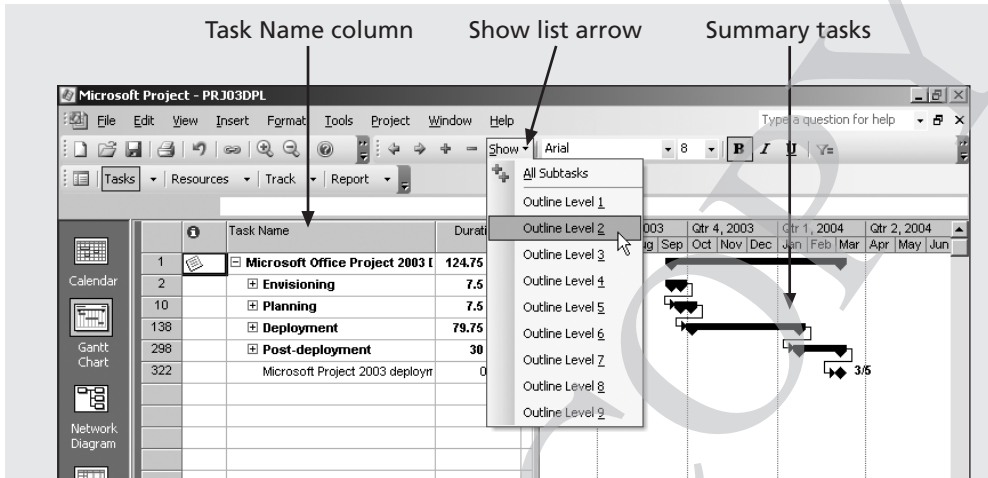 Task Name column Show list arrow Summary tasks
Microsoft Project - PRJ03DPL
File Edit View Insert Format Tools Project Window Help Type a question for help
Show Arial 8 B I U
Tasks Resources Track Report
All Subtasks
Outline Level 1
Outline Level 2
Outline Level 3
Outline Level 4
Outline Level 5
Outline Level 6
Outline Level 7
Outline Level 8
Outline Level 9
Task Name Durati 003 Qtr 4, 2003 Qtr 1, 2004 Qtr 2, 2004
ug Sep Oct Nov Dec Jan Feb Mar Apr May Jun
1 Microsoft Office Project 2003 124.75
2 Envisioning 7.5
10 Planning 7.5
138 Deployment 79.75
298 Post-deployment 30
322 Microsoft Project 2003 deploym 0 3/5
Calendar
Gantt
Chart
Network
Diagram
COPY